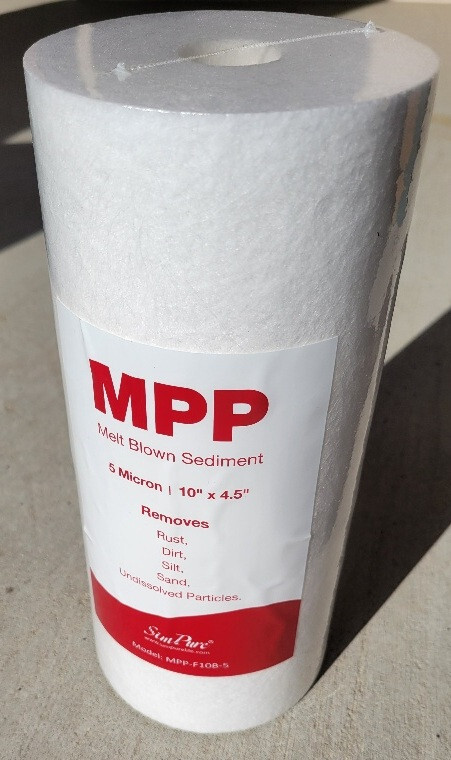 MPP
Melt Blown Sediment
5 Micron | 10" x 4.5"
Removes
Rust,
Dirt,
Silt,
Sand,
Undissolved Particles.
SimPure®
Model: MPP-F10B-5